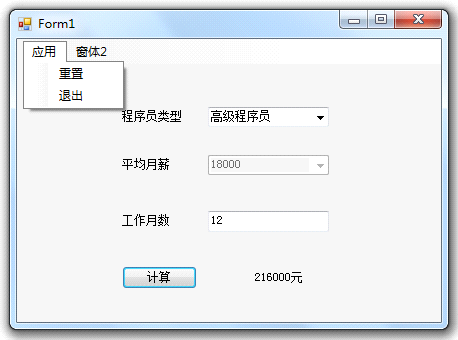 Form1
应用 窗体2
重置
退出
程序员类型 高级程序员
平均月薪 18000
工作月数 12
计算 216000元